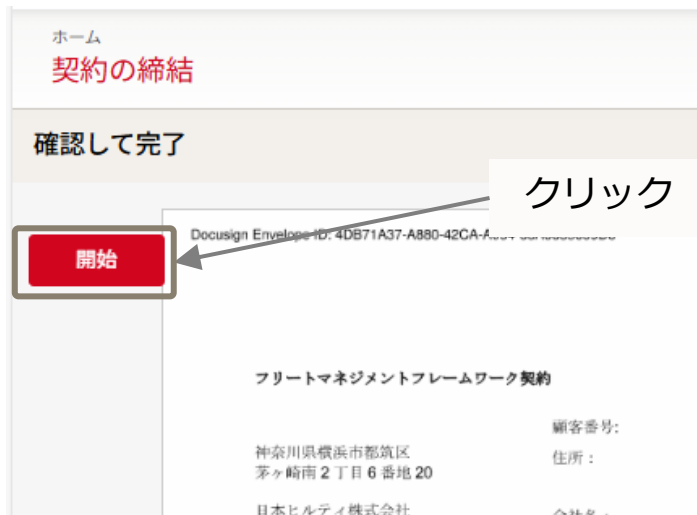 ホーム
契約の締結
確認して完了
クリック
Docusign Envelope ID: 4DB71A37-A880-42CA-
開始
フリートマネジメントフレームワーク契約
顧客番号:
神奈川県横浜市都筑区
住所：
茅ヶ崎南２丁目６番地 20
日本ヒルティ株式会社
会社名：